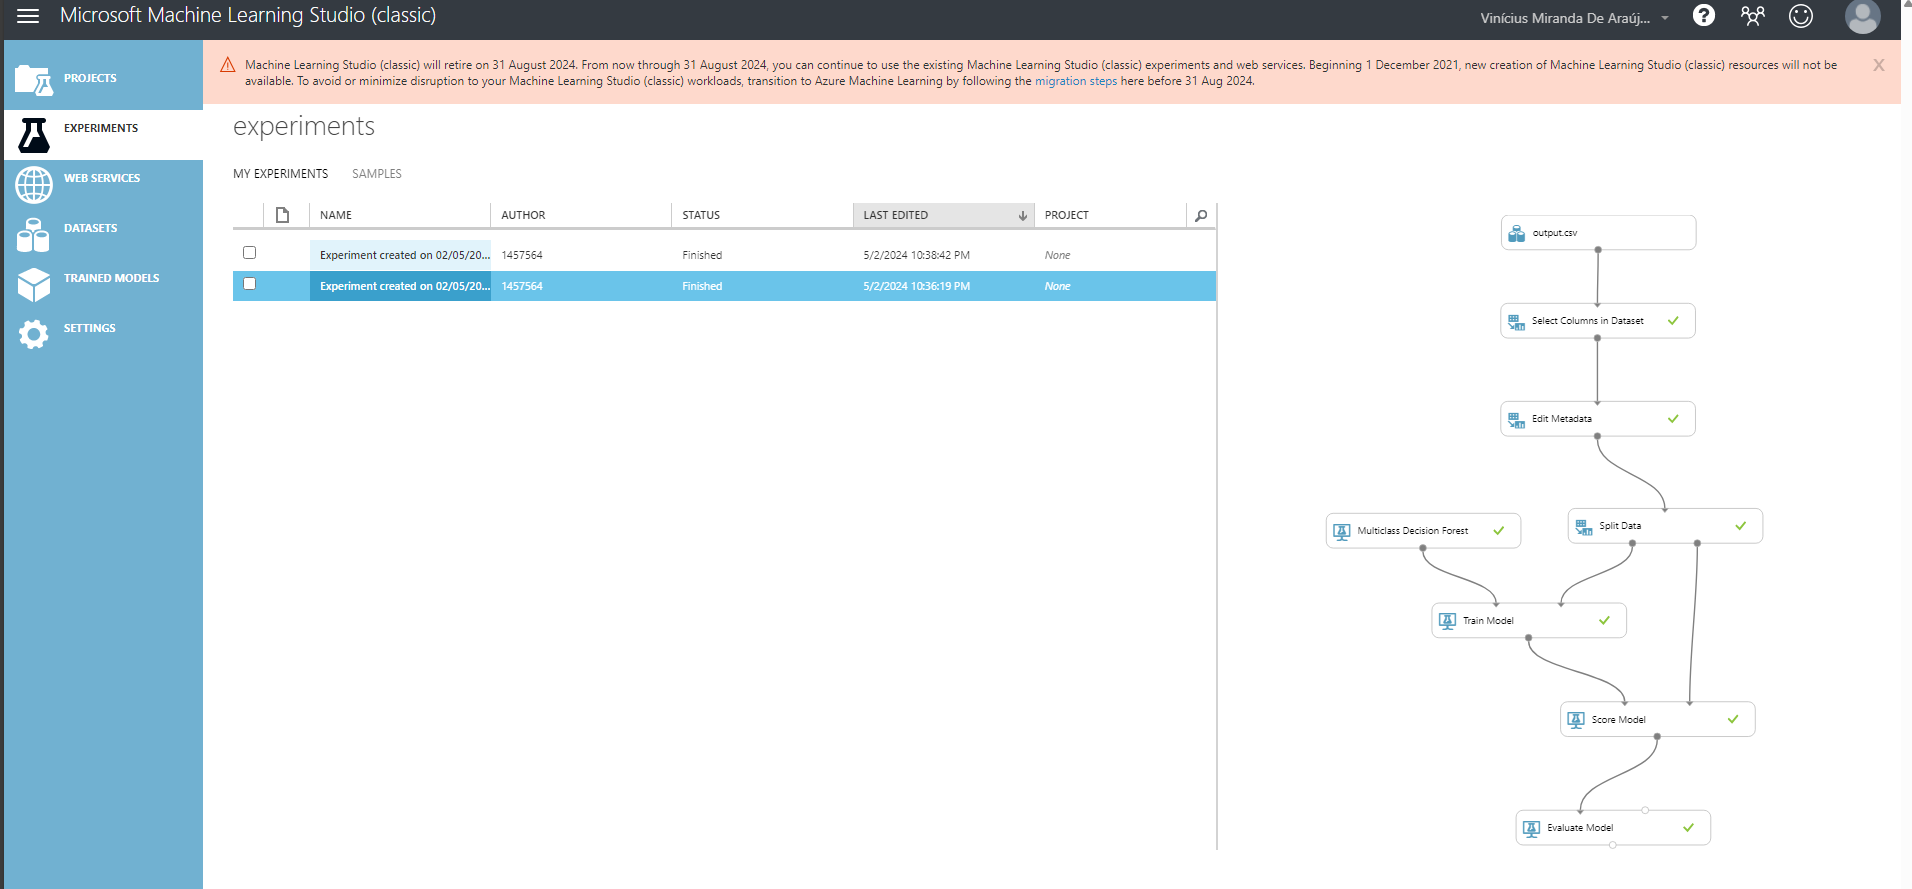 Microsoft Machine Learning Studio (classic)
Vinícius Miranda De Araúj...
PROJECTS
EXPERIMENTS
WEB SERVICES
DATASETS
TRAINED MODELS
SETTINGS
Machine Learning Studio (classic) will retire on 31 August 2024. From now through 31 August 2024, you can continue to use the existing Machine Learning Studio (classic) experiments and web services. Beginning 1 December 2021, new creation of Machine Learning Studio (classic) resources will not be
available. To avoid or minimize disruption to your Machine Learning Studio (classic) workloads, transition to Azure Machine Learning by following the migration steps here before 31 Aug 2024.
X
experiments
MY EXPERIMENTS SAMPLES
NAME AUTHOR STATUS LAST EDITED PROJECT
Experiment created on 02/05/20... 1457564 Finished 5/2/2024 10:38:42 PM None
Experiment created on 02/05/20... 1457564 Finished 5/2/2024 10:36:19 PM None
output.csv
Select Columns in Dataset
Edit Metadata
Multiclass Decision Forest
Split Data
Train Model
Score Model
Evaluate Model